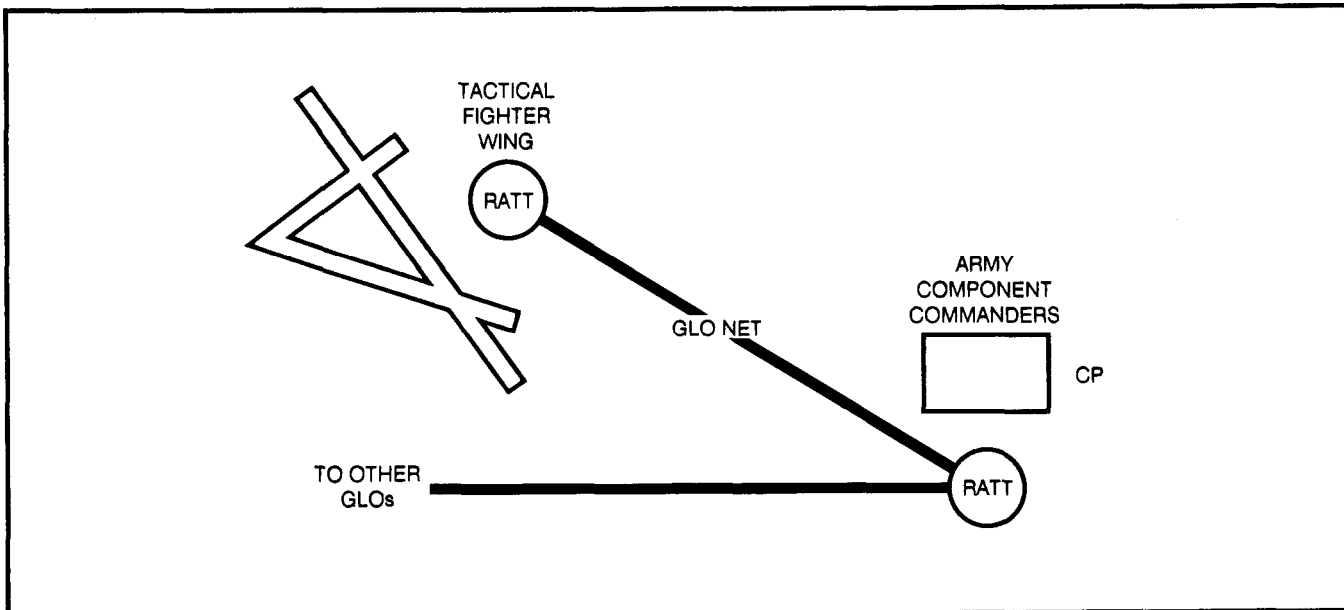 TACTICAL
FIGHTER
WING
RATT
GLO NET
ARMY
COMPONENT
COMMANDERS
CP
TO OTHER
GLOs
RATT